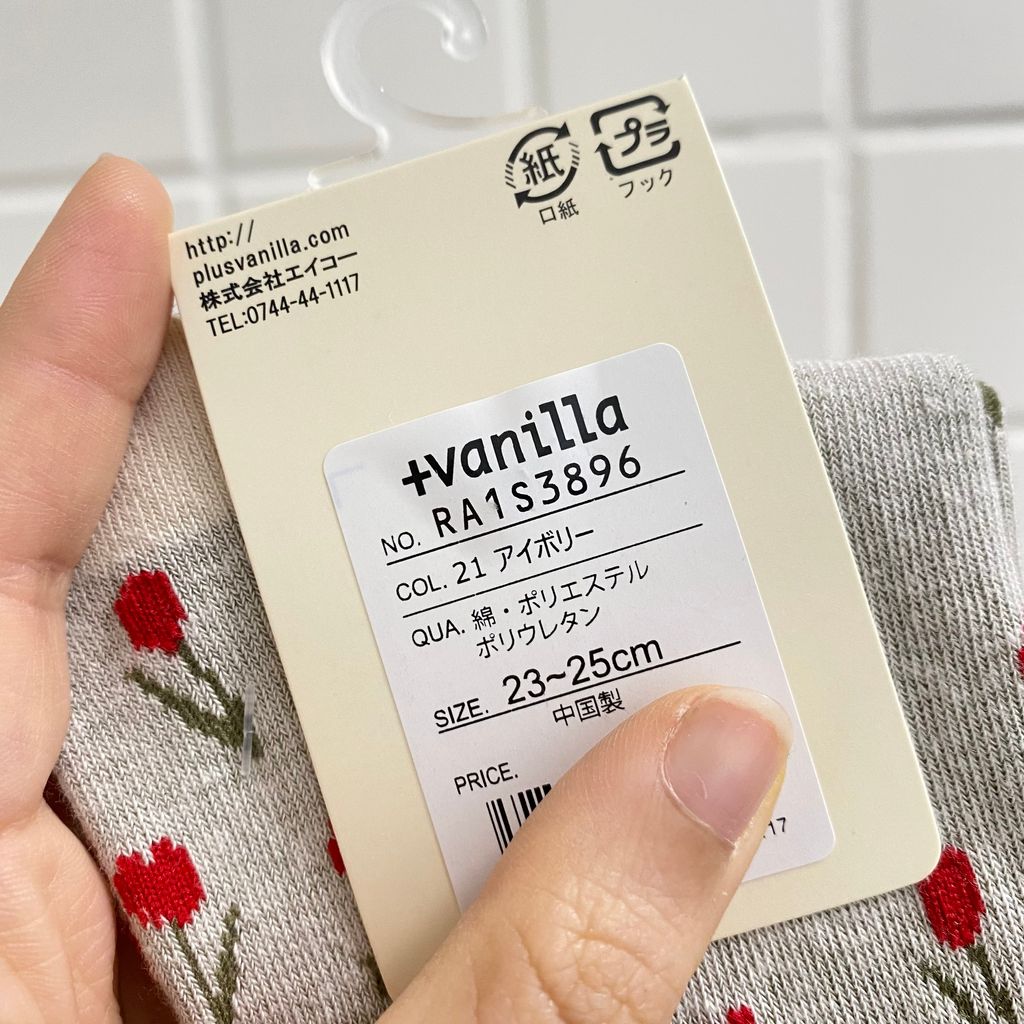 紙
プラ
口紙
フック
http://
plusvanilla.com
株式会社エイコー
TEL:0744-44-1117
+vanilla
NO. RA1S3896
COL. 21 アイボリー
QUA. 綿・ポリエステル
ポリウレタン
SIZE. 23~25cm
中国製
PRICE.